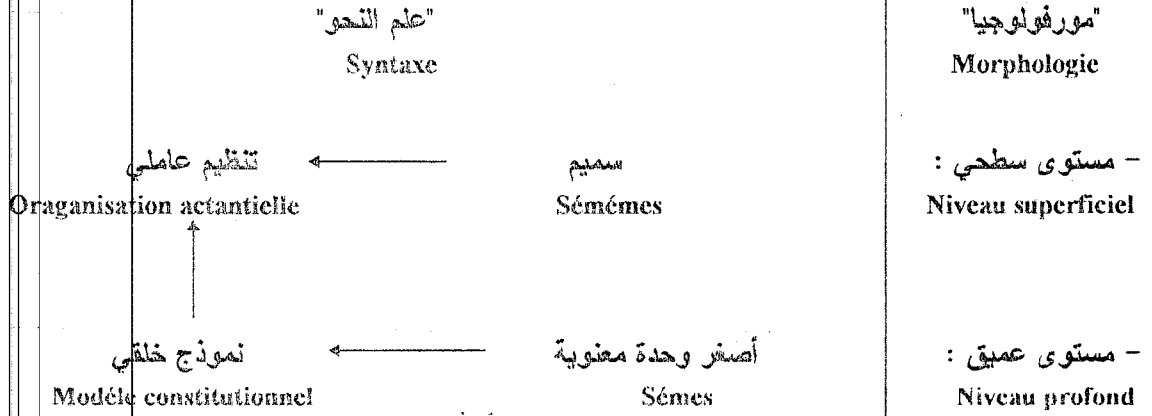 "مورفولوجيا" "علم النحو"
Morphologie Syntaxe
- مستوى سطحي : سميم تنظيم عاملي
Niveau superficiel Sémémes Oraganisation actantielle
- مستوى عميق : أصغر وحدة معنوية نموذج خلقي
Niveau profond Sémes Modéle constitutionnel